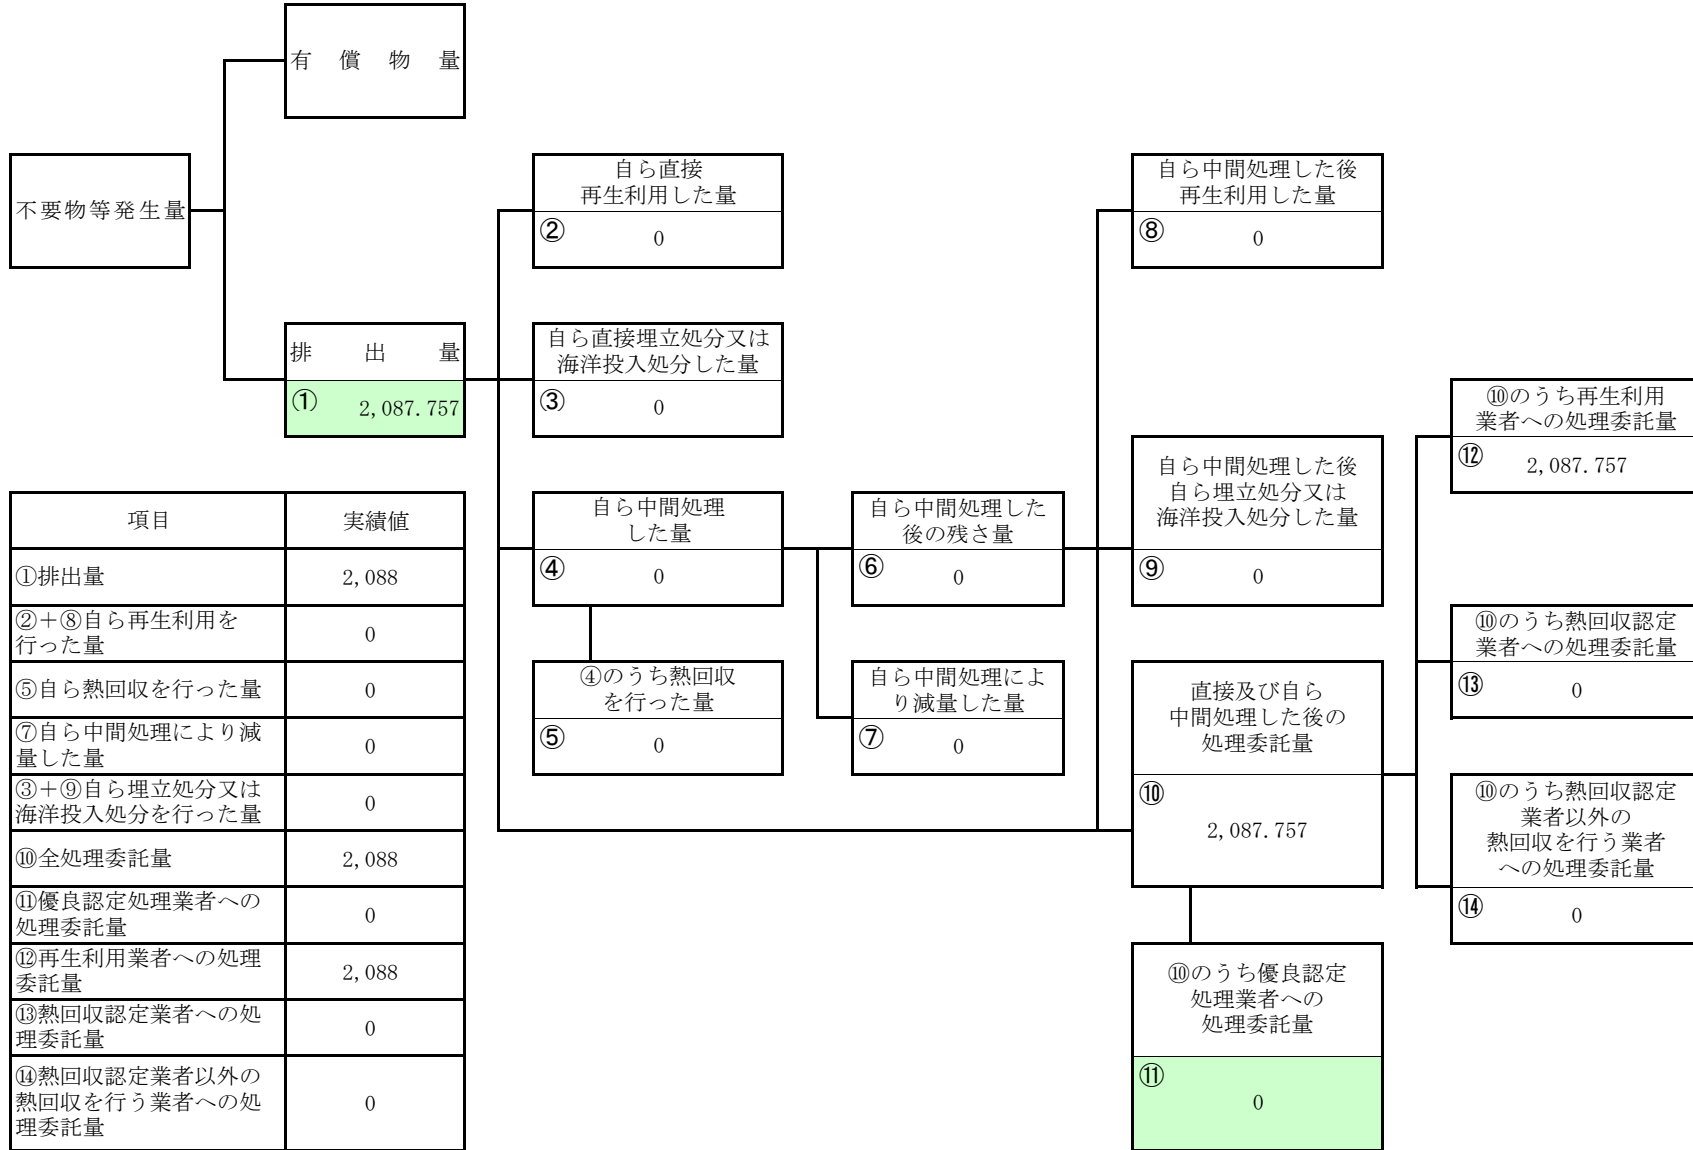 有償物量
不要物等発生量
自ら直接
再生利用した量
② 0
自ら中間処理した後
再生利用した量
⑧ 0
排出量
① 2,087.757
自ら直接埋立処分又は
海洋投入処分した量
③ 0
⑩のうち再生利用
業者への処理委託量
⑫ 2,087.757
自ら中間処理
した量
④ 0
自ら中間処理した
後の残さ量
⑥ 0
自ら中間処理した後
自ら埋立処分又は
海洋投入処分した量
⑨ 0
④のうち熱回収
を行った量
⑤ 0
自ら中間処理によ
り減量した量
⑦ 0
直接及び自ら
中間処理した後の
処理委託量
⑩
2,087.757
⑩のうち熱回収認定
業者への処理委託量
⑬ 0
⑩のうち熱回収認定
業者以外の
熱回収を行う業者
への処理委託量
⑭ 0
⑩のうち優良認定
処理業者への
処理委託量
⑪
0
項目 実績値
①排出量 2,088
②+⑧自ら再生利用を
行った量 0
⑤自ら熱回収を行った量 0
⑦自ら中間処理により減
量した量 0
③+⑨自ら埋立処分又は
海洋投入処分を行った量 0
⑩全処理委託量 2,088
⑪優良認定処理業者への
処理委託量 0
⑫再生利用業者への処理
委託量 2,088
⑬熱回収認定業者への処
理委託量 0
⑭熱回収認定業者以外の
熱回収を行う業者への処
理委託量 0